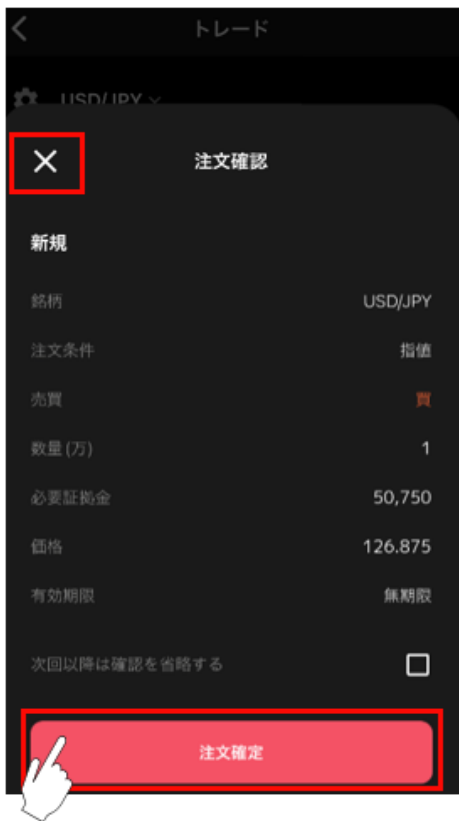 トレード
USD/JPY
注文確認
新規
銘柄 USD/JPY
注文条件 指値
売買 買
数量(万) 1
必要証拠金 50,750
価格 126.875
有効期限 無期限
次回以降は確認を省略する
注文確定